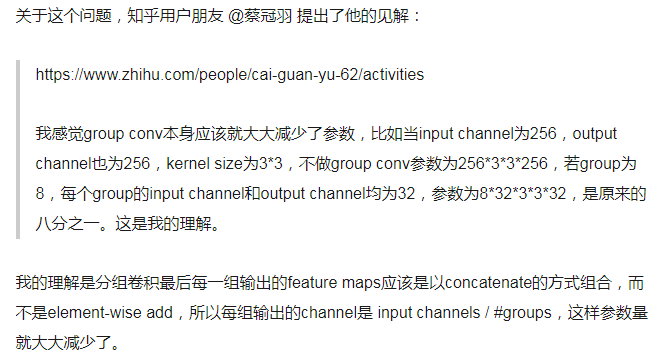 关于这个问题，知乎用户朋友 @蔡冠羽 提出了他的见解：
https://www.zhihu.com/people/cai-guan-yu-62/activities
我感觉group conv本身应该就大大减少了参数，比如当input channel为256，output
channel也为256，kernel size为3*3，不做group conv参数为256*3*3*256，若group为
8，每个group的input channel和output channel均为32，参数为8*32*3*3*32，是原来的
八分之一。这是我的理解。
我的理解是分组卷积最后每一组输出的feature maps应该是以concatenate的方式组合，而
不是element-wise add，所以每组输出的channel是 input channels / #groups，这样参数量
就大大减少了。